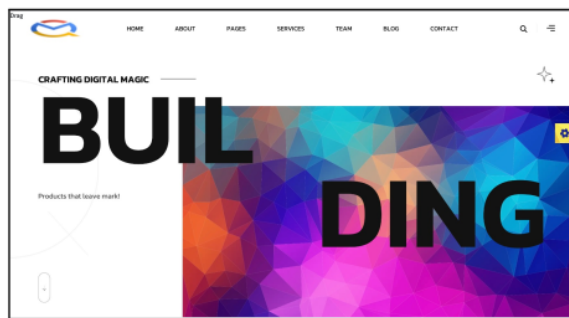 Drag
HOME ABOUT PAGES SERVICES TEAM BLOG CONTACT
CRAFTING DIGITAL MAGIC
BUIL
DING
Products that leave mark!